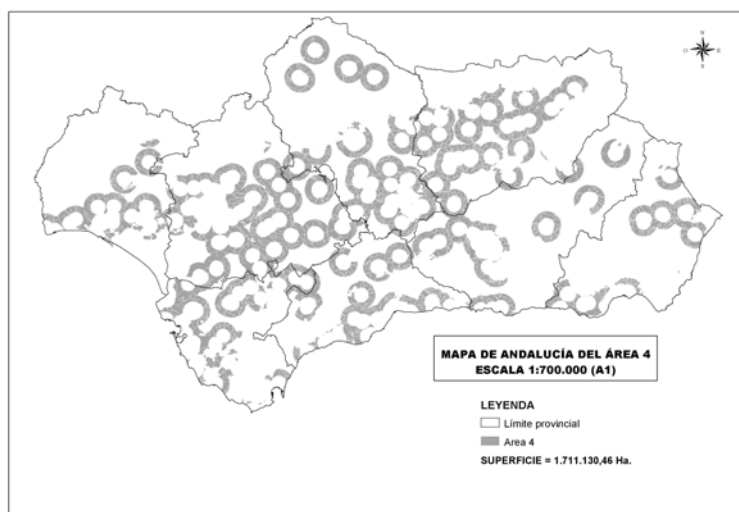 N
O
E
S
MAPA DE ANDALUCÍA DEL ÁREA 4
ESCALA 1:700.000 (A1)
LEYENDA
Límite provincial
Area 4
SUPERFICIE = 1.711.130,46 Ha.